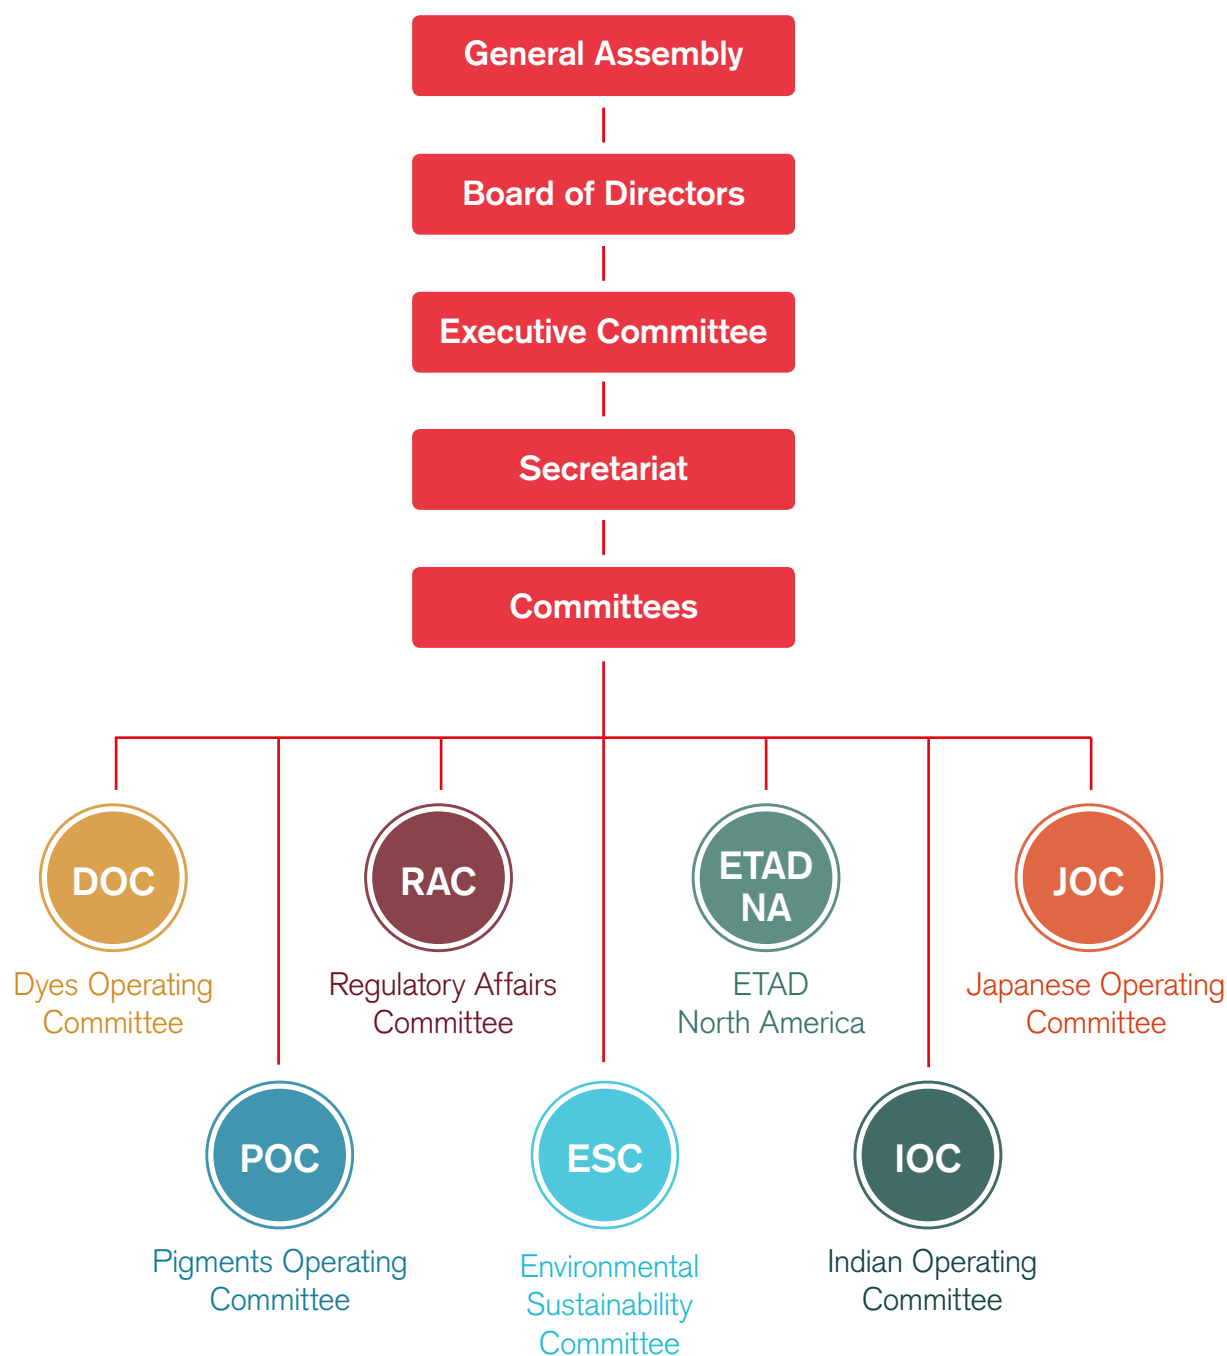 General Assembly
Board of Directors
Executive Committee
Secretariat
Committees
DOC
Dyes Operating
Committee
RAC
Regulatory Affairs
Committee
ETAD
NA
ETAD
North America
JOC
Japanese Operating
Committee
POC
Pigments Operating
Committee
ESC
Environmental
Sustainability
Committee
IOC
Indian Operating
Committee